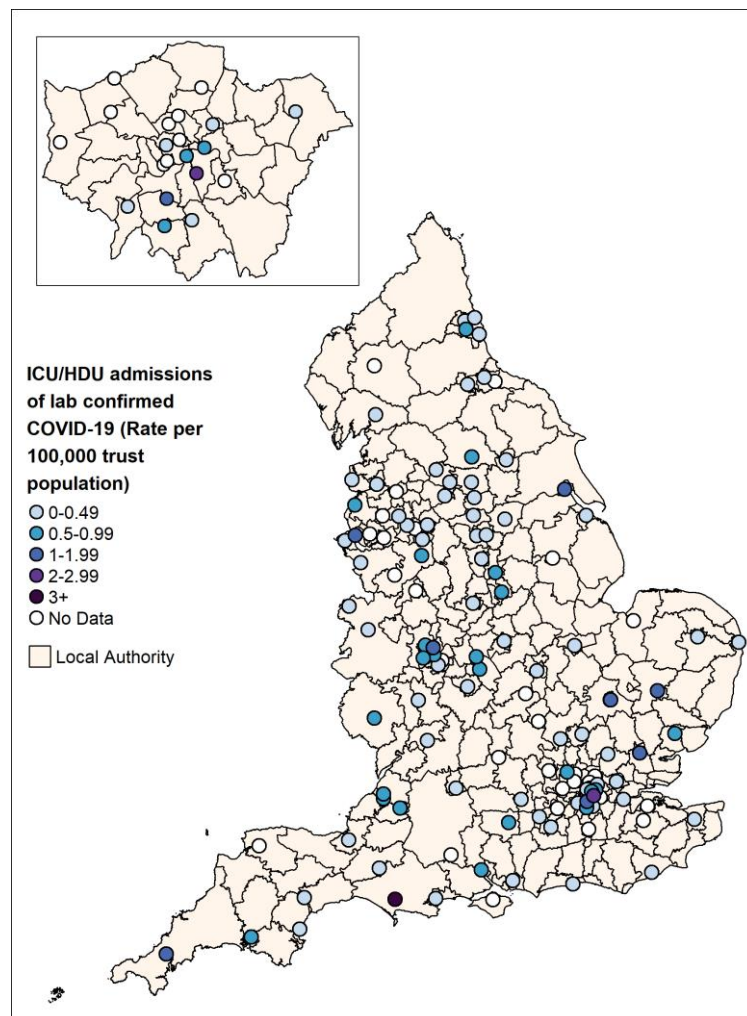 ICU/HDU admissions
of lab confirmed
COVID-19 (Rate per
100,000 trust
population)
0-0.49
0.5-0.99
1-1.99
2-2.99
3+
No Data
Local Authority